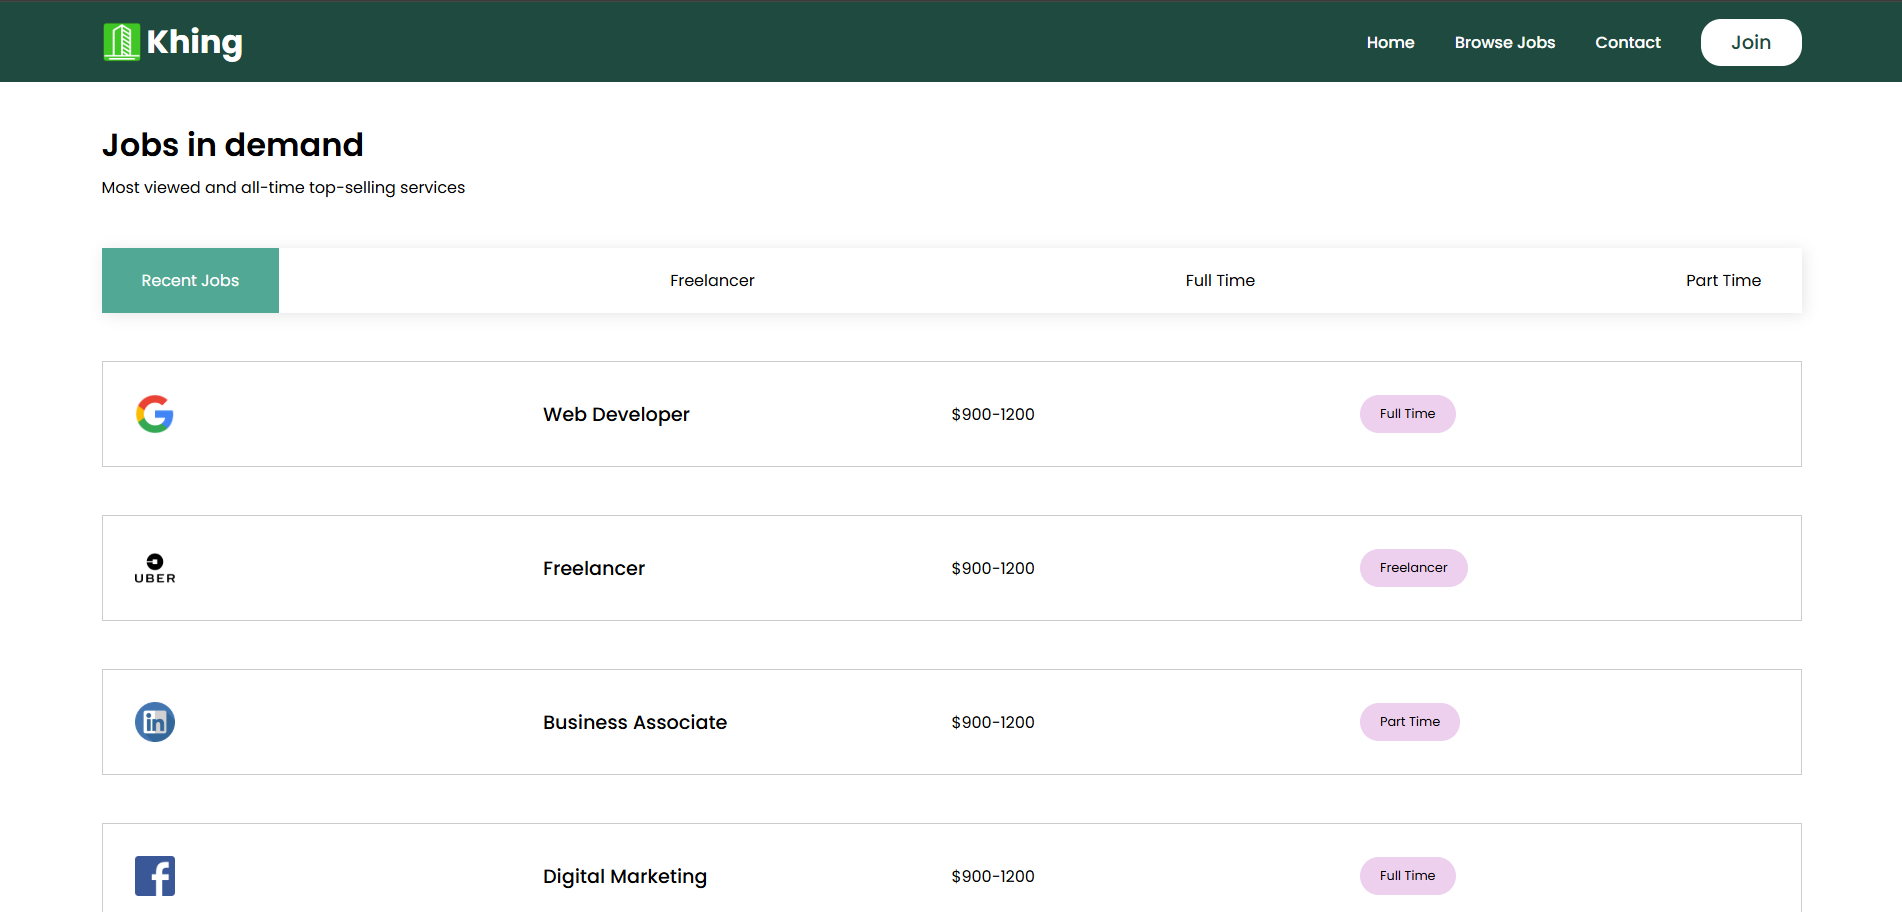 Khing
Home Browse Jobs Contact Join
Jobs in demand
Most viewed and all-time top-selling services
Recent Jobs Freelancer Full Time Part Time
Web Developer $900-1200 Full Time
UBER Freelancer $900-1200 Freelancer
in Business Associate $900-1200 Part Time
f Digital Marketing $900-1200 Full Time